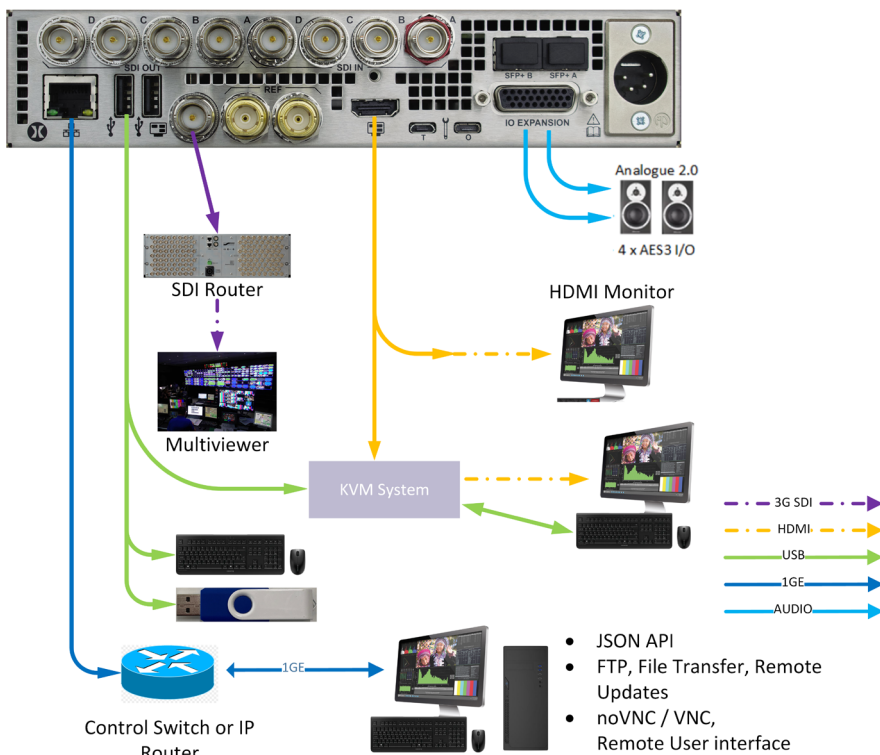 D C B A D C B A
SDI OUT SDI IN
REF
SFP+ B SFP+ A
IO EXPANSION
T O
Analogue 2.0
4 x AES3 I/O
SDI Router
HDMI Monitor
Multiviewer
KVM System
3G SDI
HDMI
USB
1GE
AUDIO
1GE
Control Switch or IP
Router
• JSON API
• FTP, File Transfer, Remote
Updates
• noVNC / VNC,
Remote User interface